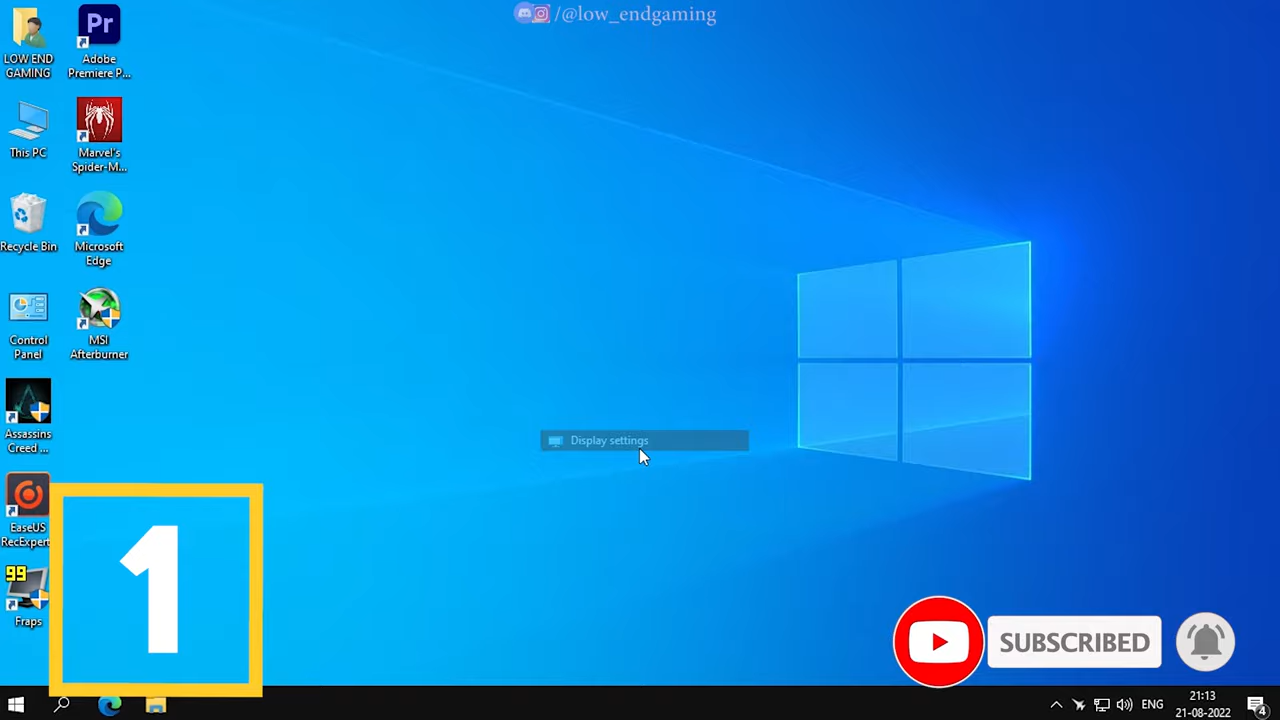 /@low_endgaming
LOW END
GAMING
Pr
Adobe
Premiere P...
This PC
Marvel's
Spider-M...
Recycle Bin
Microsoft
Edge
Control
Panel
MSI
Afterburner
Assassins
Creed ...
Display settings
EaseUS
RecExpert
99
Fraps
1
SUBSCRIBED
ENG
21:13
21-08-2022
4